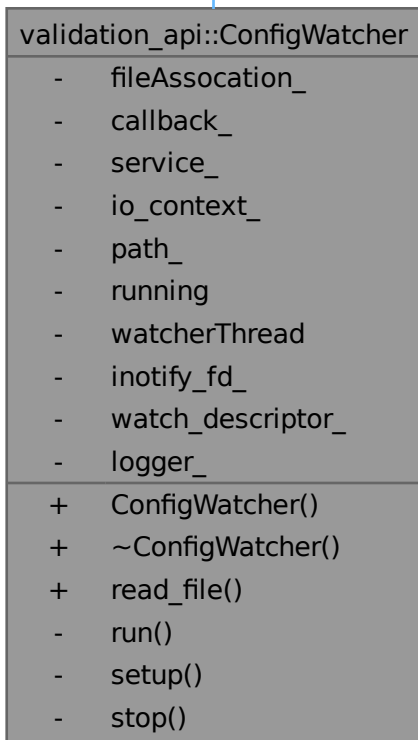 validation_api::ConfigWatcher
- fileAssocation_
- callback_
- service_
- io_context_
- path_
- running
- watcherThread
- inotify_fd_
- watch_descriptor_
- logger_
+ ConfigWatcher()
+ ~ConfigWatcher()
+ read_file()
- run()
- setup()
- stop()